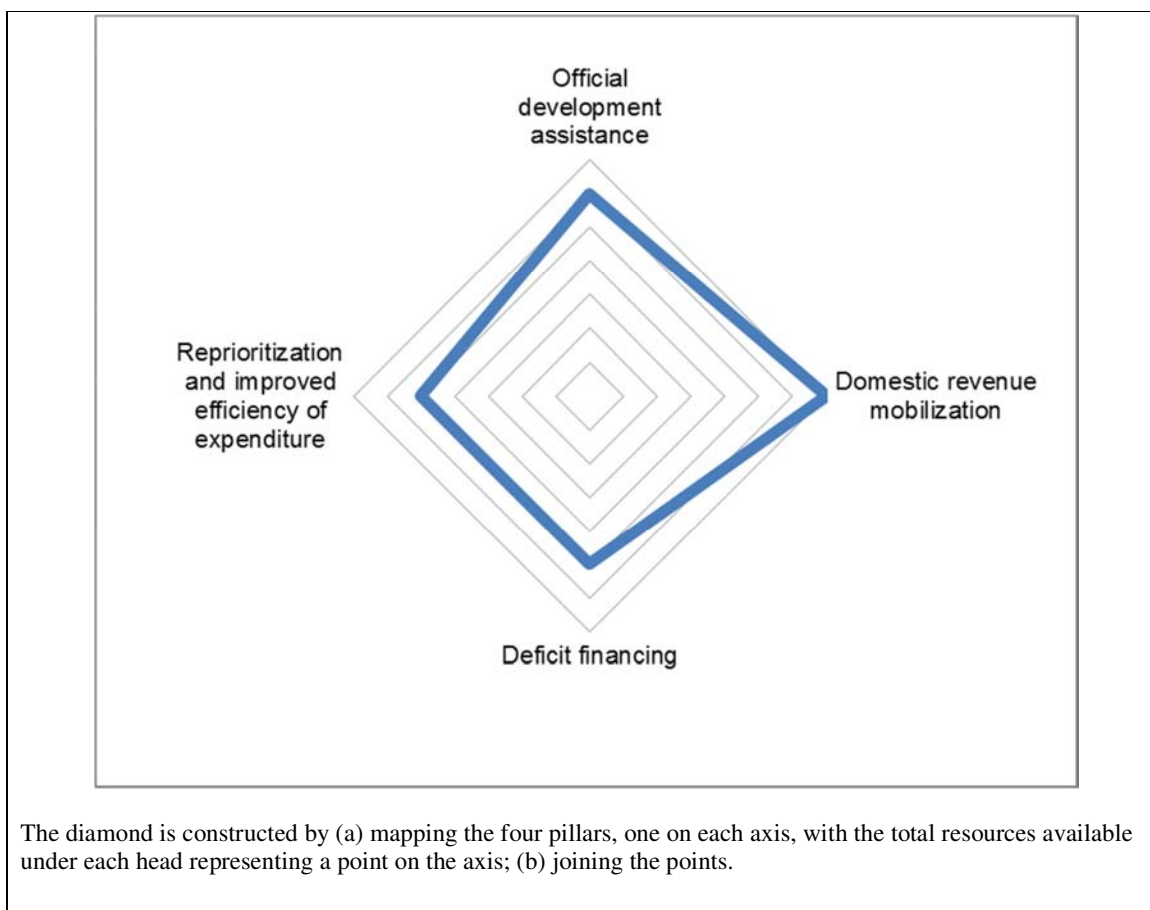 Official
development
assistance
Reprioritization
and improved
efficiency of
expenditure
Domestic revenue
mobilization
Deficit financing
The diamond is constructed by (a) mapping the four pillars, one on each axis, with the total resources available
under each head representing a point on the axis; (b) joining the points.